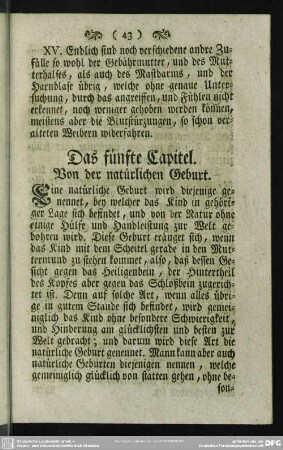 ( 43 )
XV. Endlich sind noch verschiedene andre Zu-
fälle so wohl der Gebährmutter, und des Mut-
terhalses, als auch des Mastdarms, und der
Harnblase übrig, welche ohne genaue Unter-
suchung, durch das angreiffen, und Fühlen nicht
erkennet, noch weniger gehoben werden können,
meistens aber die Blutstürzungen, so schon ver-
alteten Weibern widerfahren.
Das fünfte Capitel.
Von der natürlichen Geburt.
Eine natürliche Geburt wird diejenige ge-
nennet, bey welcher das Kind in gehöri-
ger Lage sich befindet, und von der Natur ohne
einige Hülfe und Handleistung zur Welt ge-
bohren wird. Diese Geburt eräuget sich, wenn
das Kind mit dem Scheitel grade in den Mut-
termund zu stehen kommet, also, daß dessen Ge-
sicht gegen das Heiligenbein, der Hintertheil
des Kopfes aber gegen das Schloßbein zugerich-
tet ist. Denn auf solche Art, wenn alles übri-
ge in gutem Stande sich befindet, wird gemei-
niglich das Kind ohne besondere Schwierigkeit,
und Hinderung am glücklichsten und besten zur
Welt gebracht; und darum wird diese Art die
natürliche Geburt genennet. Mann kann aber auch
natürliche Geburten diejenigen nennen, welche
gemeiniglich glücklich von statten gehen, ohne be-
son-